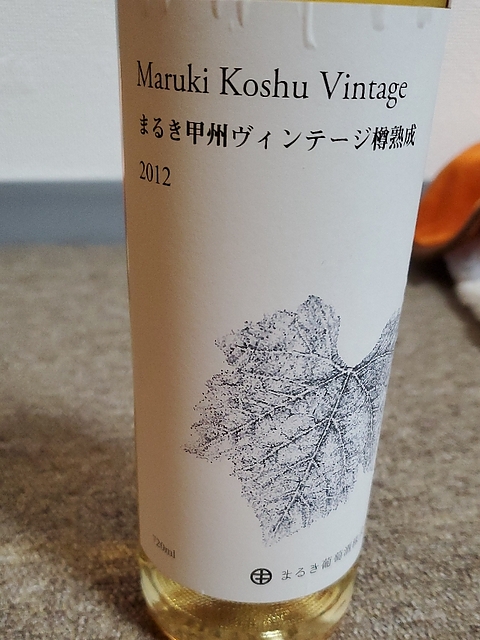 Maruki Koshu Vintage
まるき甲州ヴィンテージ樽熟成
2012
720ml
まるき葡萄酒